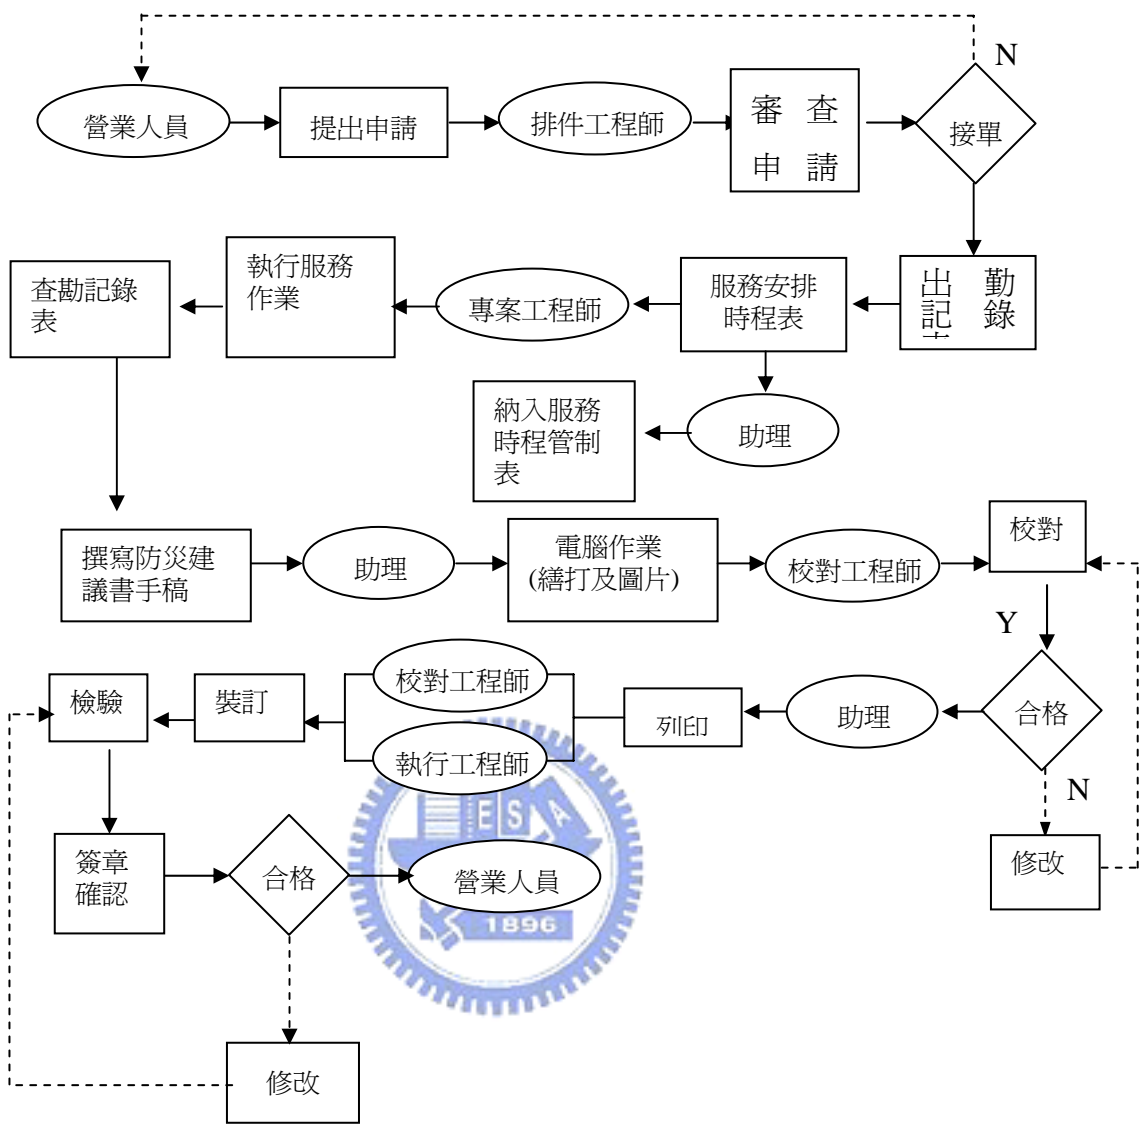 N
營業人員
提出申請
排件工程師
審查
申請
接單
查勘記錄
表
執行服務
作業
專案工程師
服務安排
時程表
出勤
記錄
納入服務
時程管制
表
助理
撰寫防災建
議書手稿
助理
電腦作業
(繕打及圖片)
校對工程師
校對
Y
檢驗
裝訂
校對工程師
執行工程師
列印
助理
合格
N
簽章
確認
合格
營業人員
修改
修改
ESA
1896